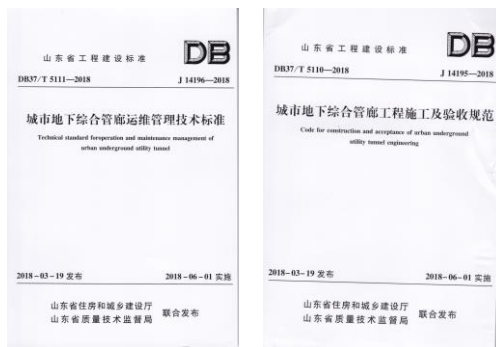 DB
山东省工程建设标准
DB37/T 5111—2018
J 14196—2018
城市地下综合管廊运维管理技术标准
Technical standard foroperation and maintenance management of
urban underground utility tunnel
2018-03-19 发布
2018-06-01 实施
山东省住房和城乡建设厅
山东省质量技术监督局
联合发布
DB
山东省工程建设标准
DB37/T 5110—2018
J 14195—2018
城市地下综合管廊工程施工及验收规范
Code for construction and acceptance of urban underground
utility tunnel engineering
2018-03-19 发布
2018-06-01 实施
山东省住房和城乡建设厅
山东省质量技术监督局
联合发布